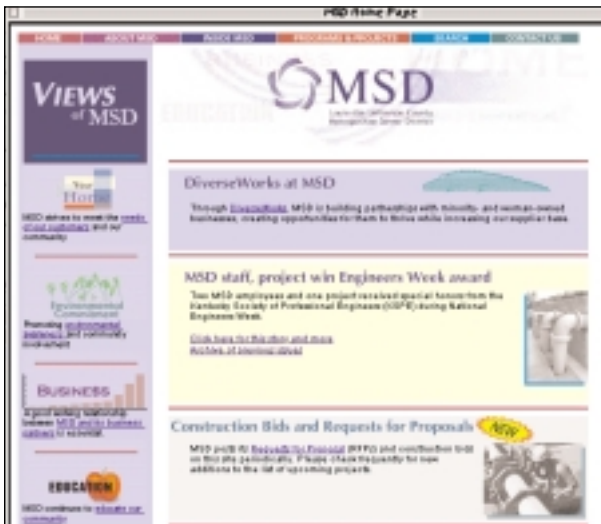 MSD Home Page
HOME ABOUT MSD INSIDE MSD PROGRAMS & PROJECTS SEARCH CONTACT US
VIEWS
of MSD
MSD
Louisville and Jefferson County
Metropolitan Sewer District
Your
Home
MSD strives to meet the needs
of our customers and our
community
Environmental
Commitment
Promoting environmental
and community
involvement
BUSINESS
A good working relationship
between MSD and its business
partners is essential.
EDUCATION
MSD continues to educate our
community
DiverseWorks at MSD
Through DiverseWorks, MSD is building partnerships with minority- and woman-owned
businesses, creating opportunities for them to thrive while increasing our supplier base.
MSD staff, project win Engineers Week award
Two MSD employees and one project received special honors from the
Kentucky Society of Professional Engineers (KSPE) during National
Engineers Week.
Click here for this story and more
Archive of previous issues
Construction Bids and Requests for Proposals
NEW
MSD posts its Requests for Proposal (RFPs) and construction bids
on this site periodically. Please check frequently for new
additions to the list of upcoming projects.